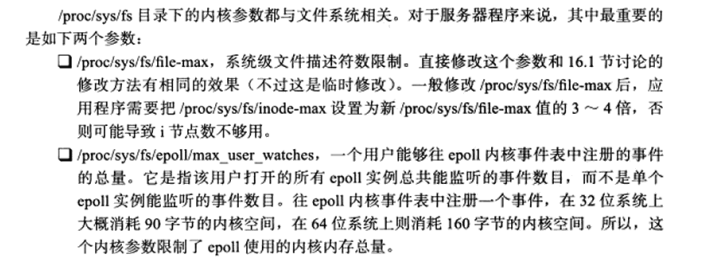 /proc/sys/fs 目录下的内核参数都与文件系统相关。对于服务器程序来说，其中最重要的
是如下两个参数：
❑ /proc/sys/fs/file-max，系统级文件描述符数限制。直接修改这个参数和 16.1 节讨论的
修改方法有相同的效果（不过这是临时修改）。一般修改 /proc/sys/fs/file-max 后，应
用程序需要把 /proc/sys/fs/inode-max 设置为新 /proc/sys/fs/file-max 值的 3 ～ 4 倍，否
则可能导致 i 节点数不够用。
❑ /proc/sys/fs/epoll/max_user_watches，一个用户能够往 epoll 内核事件表中注册的事件
的总量。它是指该用户打开的所有 epoll 实例总共能监听的事件数目，而不是单个
epoll 实例能监听的事件数目。往 epoll 内核事件表中注册一个事件，在 32 位系统上
大概消耗 90 字节的内核空间，在 64 位系统上则消耗 160 字节的内核空间。所以，这
个内核参数限制了 epoll 使用的内核内存总量。